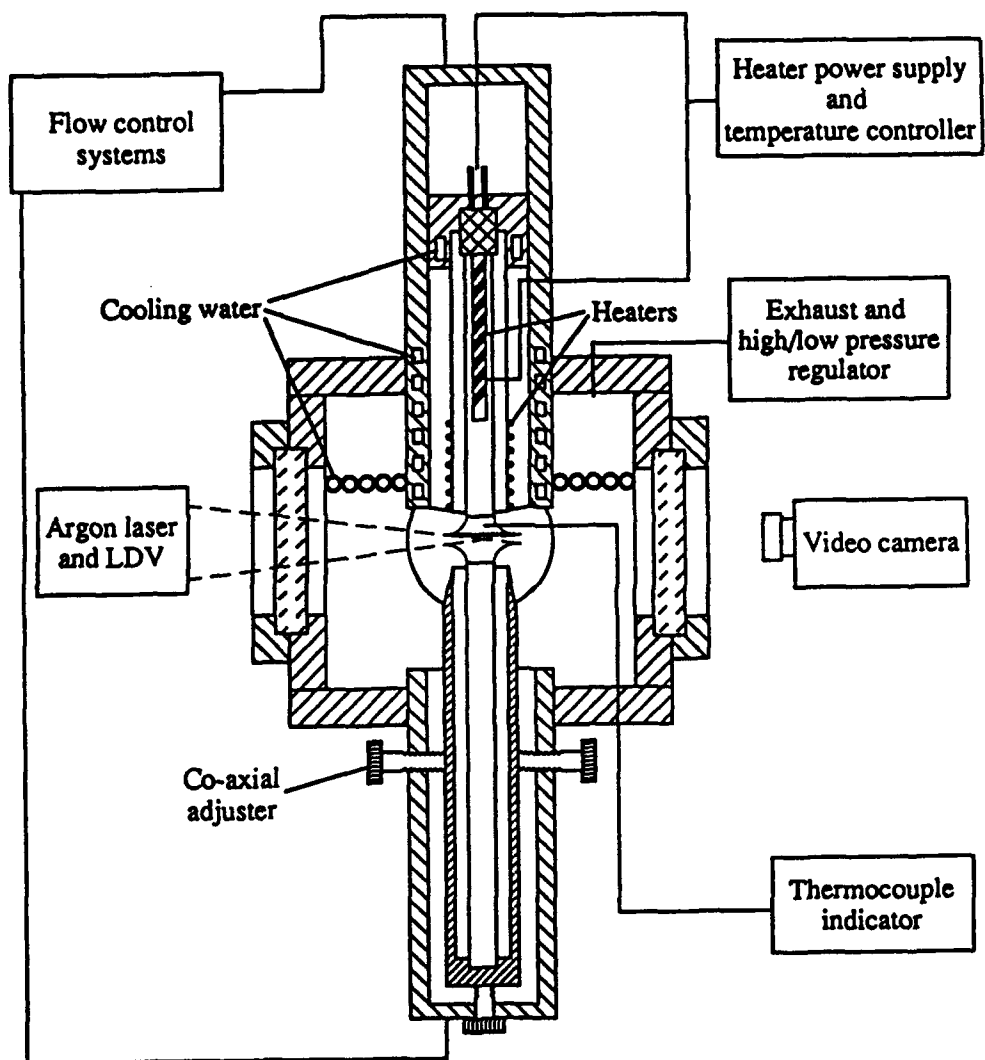 Flow control
systems
Heater power supply
and
temperature controller
Cooling water
Heaters
Exhaust and
high/low pressure
regulator
Argon laser
and LDV
Video camera
Co-axial
adjuster
Thermocouple
indicator